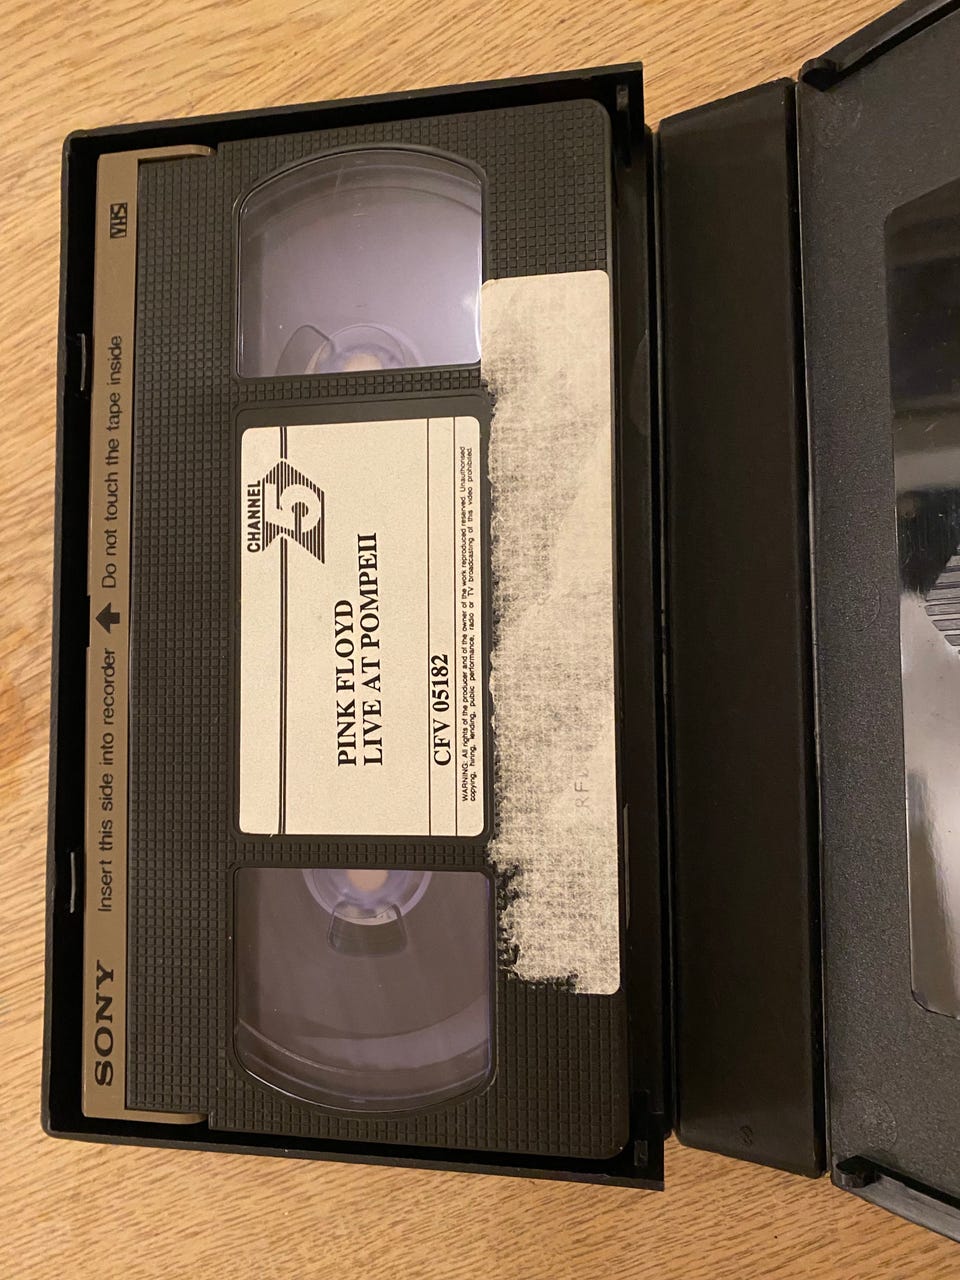 SONY Insert this side into recorder Do not touch the tape inside VHS
CHANNEL
5
PINK FLOYD
LIVE AT POMPEII
CFV 05182
WARNING: All rights of the producer and of the owner of the work reproduced reserved. Unauthorised
copying, hiring, lending, public performance, radio or TV broadcasting of this video prohibited.